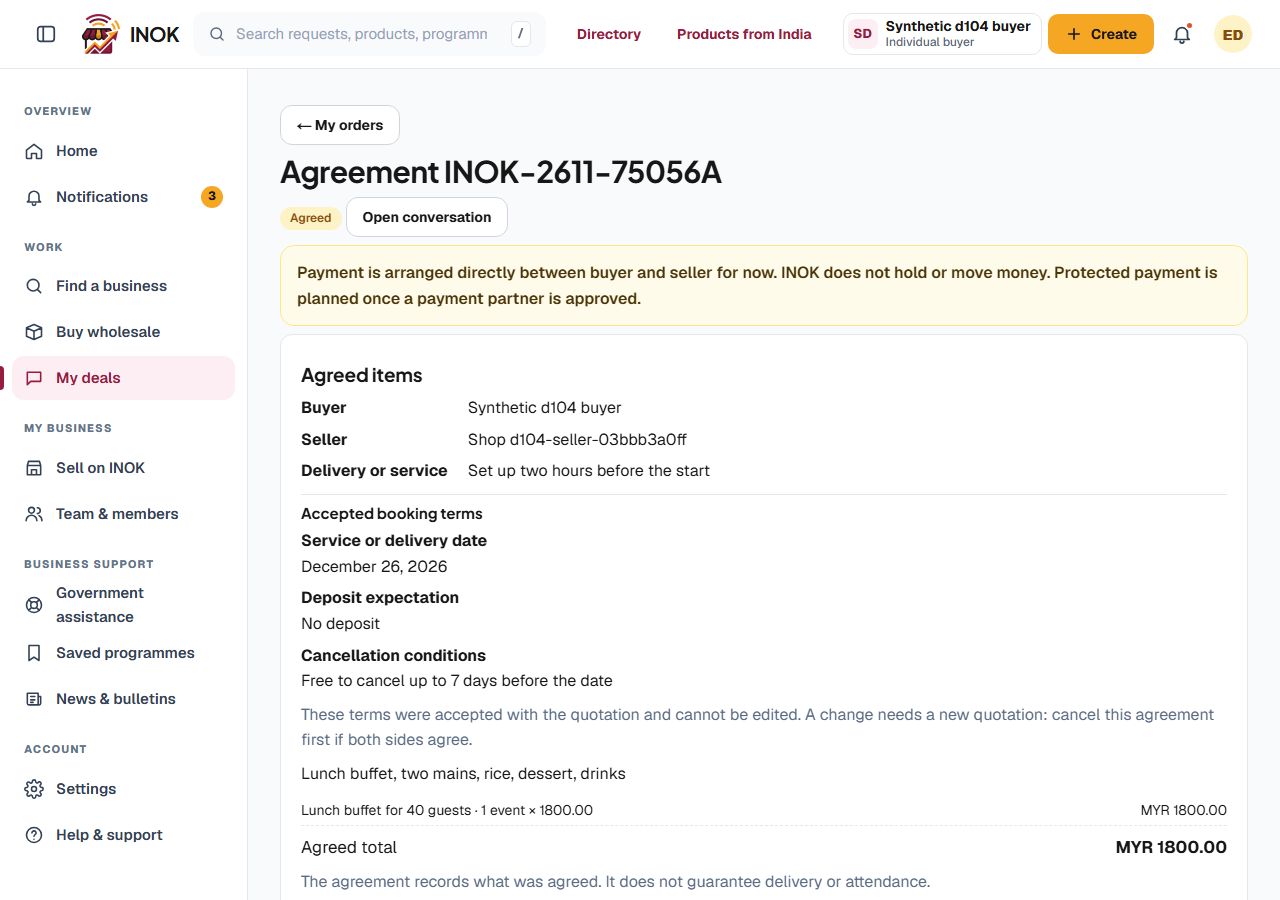 INOK
Search requests, products, programn
/
Directory
Products from India
SD
Synthetic d104 buyer
Individual buyer
+ Create
ED
OVERVIEW
Home
Notifications
3
WORK
Find a business
Buy wholesale
My deals
MY BUSINESS
Sell on INOK
Team & members
BUSINESS SUPPORT
Government
assistance
Saved programmes
News & bulletins
ACCOUNT
Settings
Help & support
← My orders
Agreement INOK-2611-75056A
Agreed
Open conversation
Payment is arranged directly between buyer and seller for now. INOK does not hold or move money. Protected payment is
planned once a payment partner is approved.
Agreed items
Buyer Synthetic d104 buyer
Seller Shop d104-seller-03bbb3a0ff
Delivery or service Set up two hours before the start
Accepted booking terms
Service or delivery date
December 26, 2026
Deposit expectation
No deposit
Cancellation conditions
Free to cancel up to 7 days before the date
These terms were accepted with the quotation and cannot be edited. A change needs a new quotation: cancel this agreement
first if both sides agree.
Lunch buffet, two mains, rice, dessert, drinks
Lunch buffet for 40 guests · 1 event × 1800.00 MYR 1800.00
Agreed total MYR 1800.00
The agreement records what was agreed. It does not guarantee delivery or attendance.